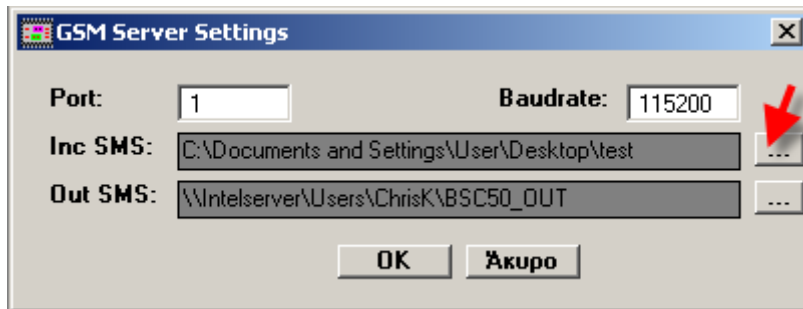 GSM Server Settings
Port: 1 Baudrate: 115200
Inc SMS: C:\Documents and Settings\User\Desktop\test ...
Out SMS: \\Intelserver\Users\ChrisK\BSC50_OUT ...
OK Άκυρο